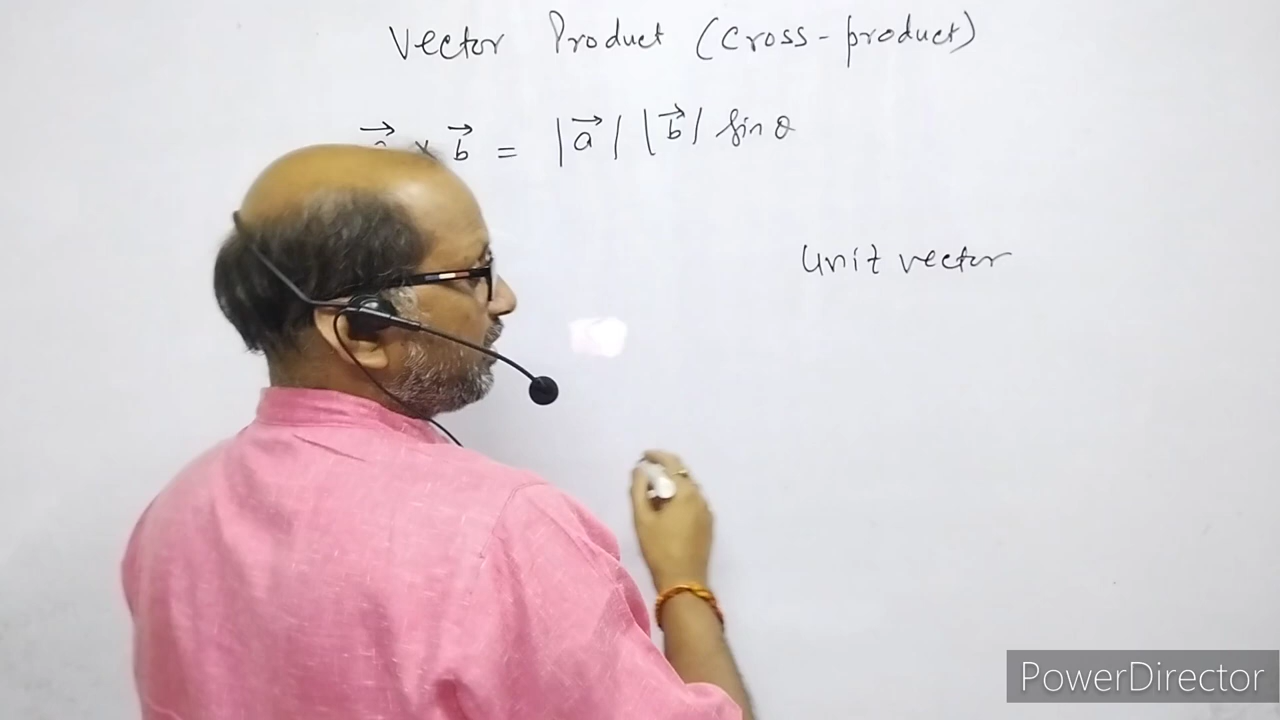 Vector Product (Cross-product)
× b⃗ = |a⃗| |b⃗| sin θ
unit vector
PowerDirector